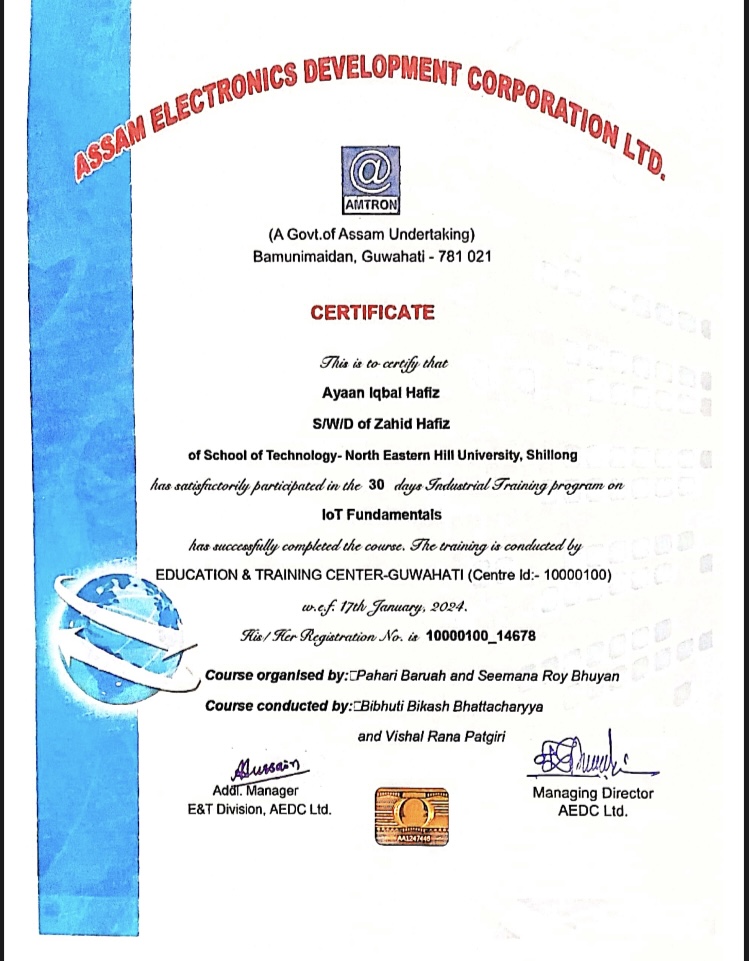 ASSAM ELECTRONICS DEVELOPMENT CORPORATION LTD.
@
AMTRON
(A Govt.of Assam Undertaking)
Bamunimaidan, Guwahati - 781 021
CERTIFICATE
This is to certify that
Ayaan Iqbal Hafiz
S/W/D of Zahid Hafiz
of School of Technology- North Eastern Hill University, Shillong
has satisfactorily participated in the 30 days Industrial Training program on
IoT Fundamentals
has successfully completed the course. The training is conducted by
EDUCATION & TRAINING CENTER-GUWAHATI (Centre Id:- 10000100)
w.e.f. 17th January, 2024.
His/ Her Registration No. is 10000100_14678
Course organised by:□Pahari Baruah and Seemana Roy Bhuyan
Course conducted by:□Bibhuti Bikash Bhattacharyya
and Vishal Rana Patgiri
AHussain
Addl. Manager
E&T Division, AEDC Ltd.
Managing Director
AEDC Ltd.